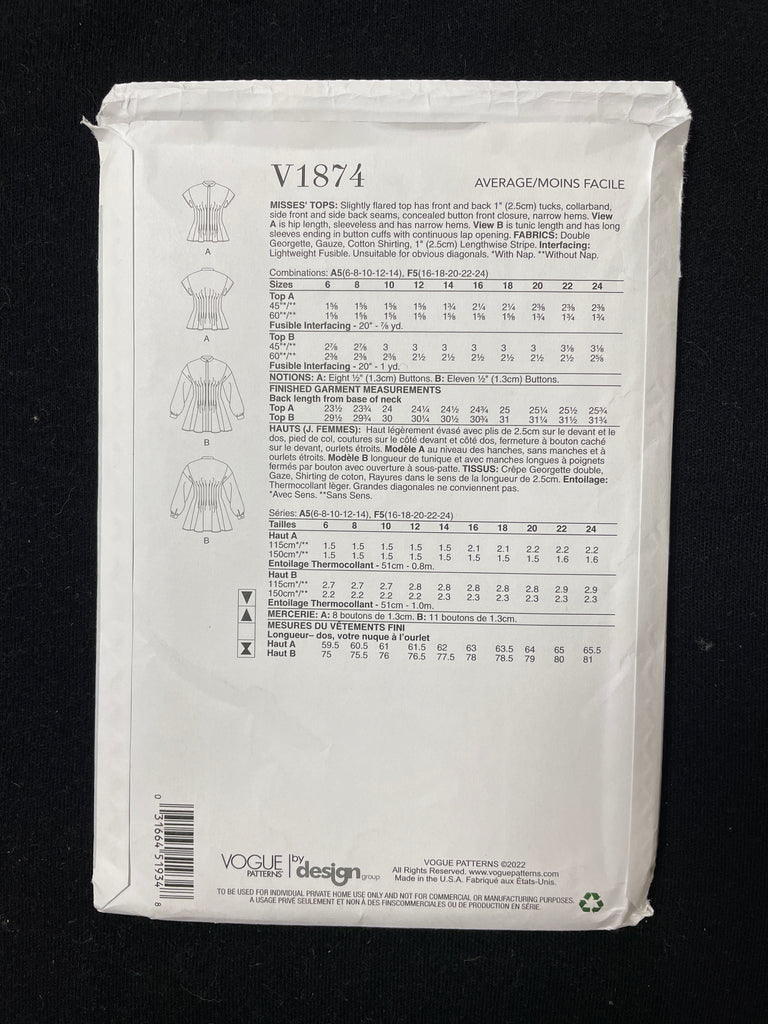 V1874
AVERAGE/MOINS FACILE
MISSES' TOPS: Slightly flared top has front and back 1" (2.5cm) tucks, collarband,
side front and side back seams, concealed button front closure, narrow hems. View
A is hip length, sleeveless and has narrow hems. View B is tunic length and has long
sleeves ending in button cuffs with continuous lap opening. FABRICS: Double
Georgette, Gauze, Cotton Shirting, 1" (2.5cm) Lengthwise Stripe. Interfacing:
Lightweight Fusible. Unsuitable for obvious diagonals. *With Nap. **Without Nap.
Combinations: A5(6-8-10-12-14), F5(16-18-20-22-24)
Sizes 6 8 10 12 14 16 18 20 22 24
Top A
45"*/** 1⅝ 1⅝ 1⅝ 1⅝ 1¾ 2¼ 2¼ 2⅜ 2⅜ 2⅜
60"*/** 1⅝ 1⅝ 1⅝ 1⅝ 1⅝ 1⅝ 1⅝ 1¾ 1¾ 1¾
Fusible Interfacing - 20" - ⅞ yd.
Top B
45"*/** 2⅞ 2⅞ 3 3 3 3 3 3 3⅛ 3⅛
60"*/** 2⅜ 2⅜ 2⅜ 2½ 2½ 2½ 2½ 2½ 2½ 2⅝
Fusible Interfacing - 20" - 1 yd.
NOTIONS: A: Eight ½" (1.3cm) Buttons. B: Eleven ½" (1.3cm) Buttons.
FINISHED GARMENT MEASUREMENTS
Back length from base of neck
Top A 23½ 23¾ 24 24¼ 24½ 24¾ 25 25¼ 25½ 25¾
Top B 29½ 29¾ 30 30¼ 30½ 30¾ 31 31¼ 31½ 31¾
HAUTS (J. FEMMES): Haut légèrement évasé avec plis de 2.5cm sur le devant et le
dos, pied de col, coutures sur le côté devant et côté dos, fermeture à bouton caché
sur le devant, ourlets étroits. Modèle A au niveau des hanches, sans manches et à
ourlets étroits. Modèle B longueur de tunique et avec manches longues à poignets
fermés par bouton avec ouverture à sous-patte. TISSUS: Crêpe Georgette double,
Gaze, Shirting de coton, Rayures dans le sens de la longueur de 2.5cm. Entoilage:
Thermocollant léger. Grandes diagonales ne conviennent pas.
*Avec Sens. **Sans Sens.
Séries: A5(6-8-10-12-14), F5(16-18-20-22-24)
Tailles 6 8 10 12 14 16 18 20 22 24
Haut A
115cm*/** 1.5 1.5 1.5 1.5 1.5 2.1 2.1 2.2 2.2 2.2
150cm*/** 1.5 1.5 1.5 1.5 1.5 1.5 1.5 1.5 1.6 1.6
Entoilage Thermocollant - 51cm - 0.8m.
Haut B
115cm*/** 2.7 2.7 2.7 2.8 2.8 2.8 2.8 2.8 2.9 2.9
150cm*/** 2.2 2.2 2.2 2.2 2.3 2.3 2.3 2.3 2.3 2.3
Entoilage Thermocollant - 51cm - 1.0m.
MERCERIE: A: 8 boutons de 1.3cm. B: 11 boutons de 1.3cm.
MESURES DU VÊTEMENTS FINI
Longueur– dos, votre nuque à l'ourlet
Haut A 59.5 60.5 61 61.5 62 63 63.5 64 65 65.5
Haut B 75 75.5 76 76.5 77.5 78 78.5 79 80 81
A
A
B
B
0 31664 51934 8
VOGUE PATTERNS | by design group
VOGUE PATTERNS ©2022
All Rights Reserved. www.voguepatterns.com
Made in the U.S.A. Fabriqué aux États-Unis.
TO BE USED FOR INDIVIDUAL PRIVATE HOME USE ONLY AND NOT FOR COMMERCIAL OR MANUFACTURING PURPOSES.
A USAGE PRIVÉ SEULEMENT ET NON À DES FINSCOMMERCIALES OU DE PRODUCTION EN SÉRIE.